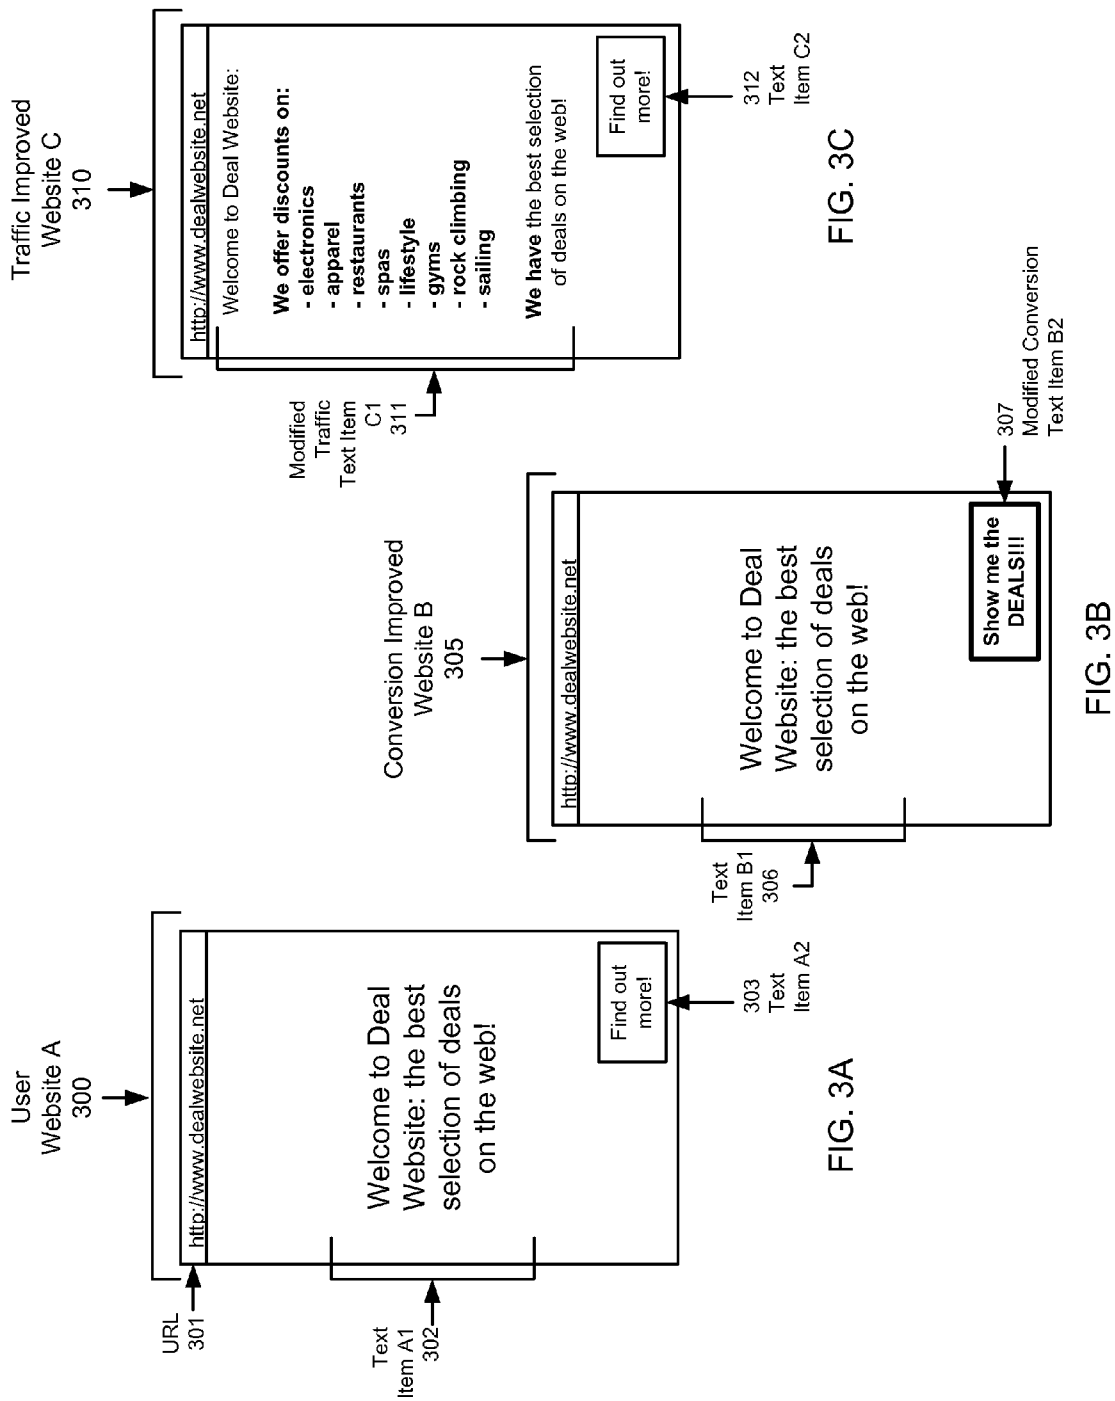 User
Website A
300
URL
301
http://www.dealwebsite.net
Text
Item A1
302
Welcome to Deal
Website: the best
selection of deals
on the web!
Find out
more!
303
Text
Item A2
FIG. 3A
Conversion Improved
Website B
305
http://www.dealwebsite.net
Text
Item B1
306
Welcome to Deal
Website: the best
selection of deals
on the web!
Show me the
DEALS!!!
307
Modified Conversion
Text Item B2
FIG. 3B
Traffic Improved
Website C
310
http://www.dealwebsite.net
Modified
Traffic
Text Item
C1
311
Welcome to Deal Website:
We offer discounts on:
- electronics
- apparel
- restaurants
- spas
- lifestyle
- gyms
- rock climbing
- sailing
We have the best selection
of deals on the web!
Find out
more!
312
Text
Item C2
FIG. 3C